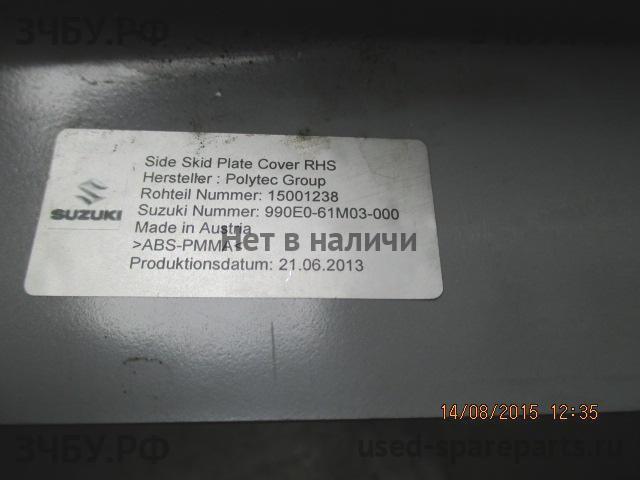 ЗЧБУ.РФ
ЗЧБУ.РФ
Side Skid Plate Cover RHS
Hersteller : Polytec Group
Rohteil Nummer: 15001238
SUZUKI
Suzuki Nummer: 990E0-61M03-000
Made in Austria
>ABS-PMMA<
Нет в наличи
Produktionsdatum: 21.06.2013
14/08/2015 12:35
ЗЧБУ.РФ
used-spareparts.ru